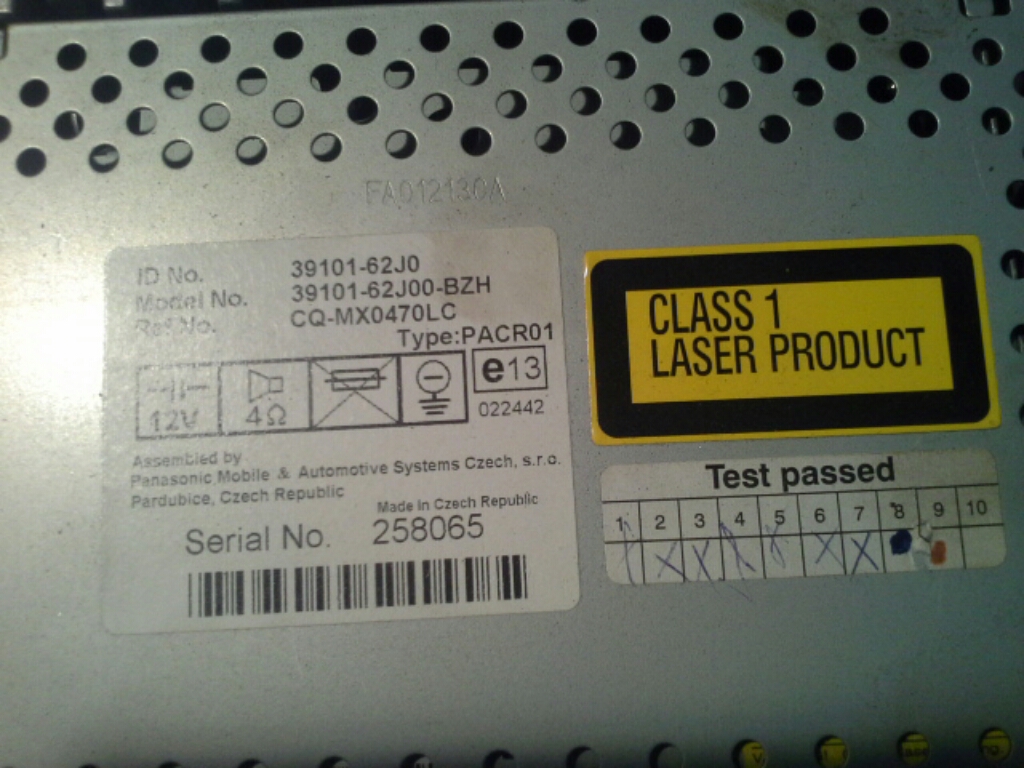 FA012130A
ID No. 39101-62J0
Model No. 39101-62J00-BZH
Ref No. CQ-MX0470LC
Type:PACR01
12V 4Ω e13
022442
Assembled by
Panasonic Mobile & Automotive Systems Czech, s.r.o.
Pardubice, Czech Republic
Made in Czech Republic
Serial No. 258065
CLASS 1
LASER PRODUCT
Test passed
1 2 3 4 5 6 7 8 9 10